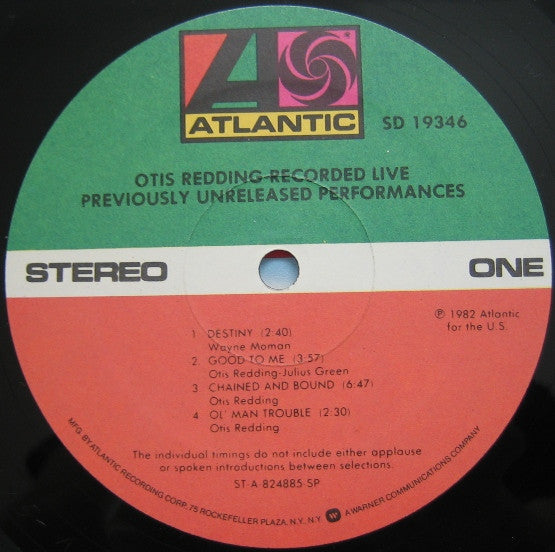 ATLANTIC
SD 19346
OTIS REDDING-RECORDED LIVE
PREVIOUSLY UNRELEASED PERFORMANCES
STEREO ONE
℗ 1982 Atlantic
for the U.S.
1 DESTINY (2:40)
Wayne Moman
2. GOOD TO ME (3:57)
Otis Redding-Julius Green
3 CHAINED AND BOUND (6:47)
Otis Redding
4 OL' MAN TROUBLE (2:30)
Otis Redding
The individual timings do not include either applause
or spoken introductions between selections.
ST-A 824885 SP
MFG. BY ATLANTIC RECORDING CORP., 75 ROCKEFELLER PLAZA, N.Y., N.Y. A WARNER COMMUNICATIONS COMPANY